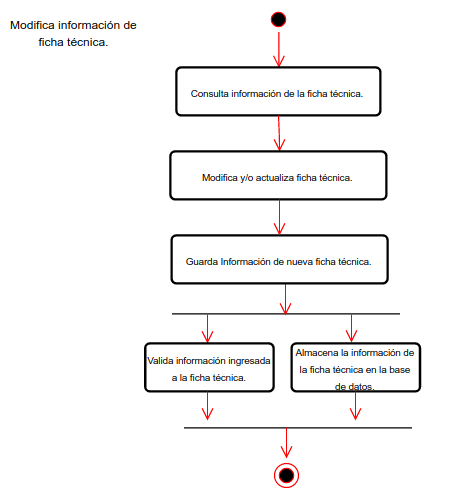 Modifica información de
ficha técnica.
Consulta información de la ficha técnica.
Modifica y/o actualiza ficha técnica.
Guarda Información de nueva ficha técnica.
Valida información ingresada
a la ficha técnica.
Almacena la información de
la ficha técnica en la base
de datos.